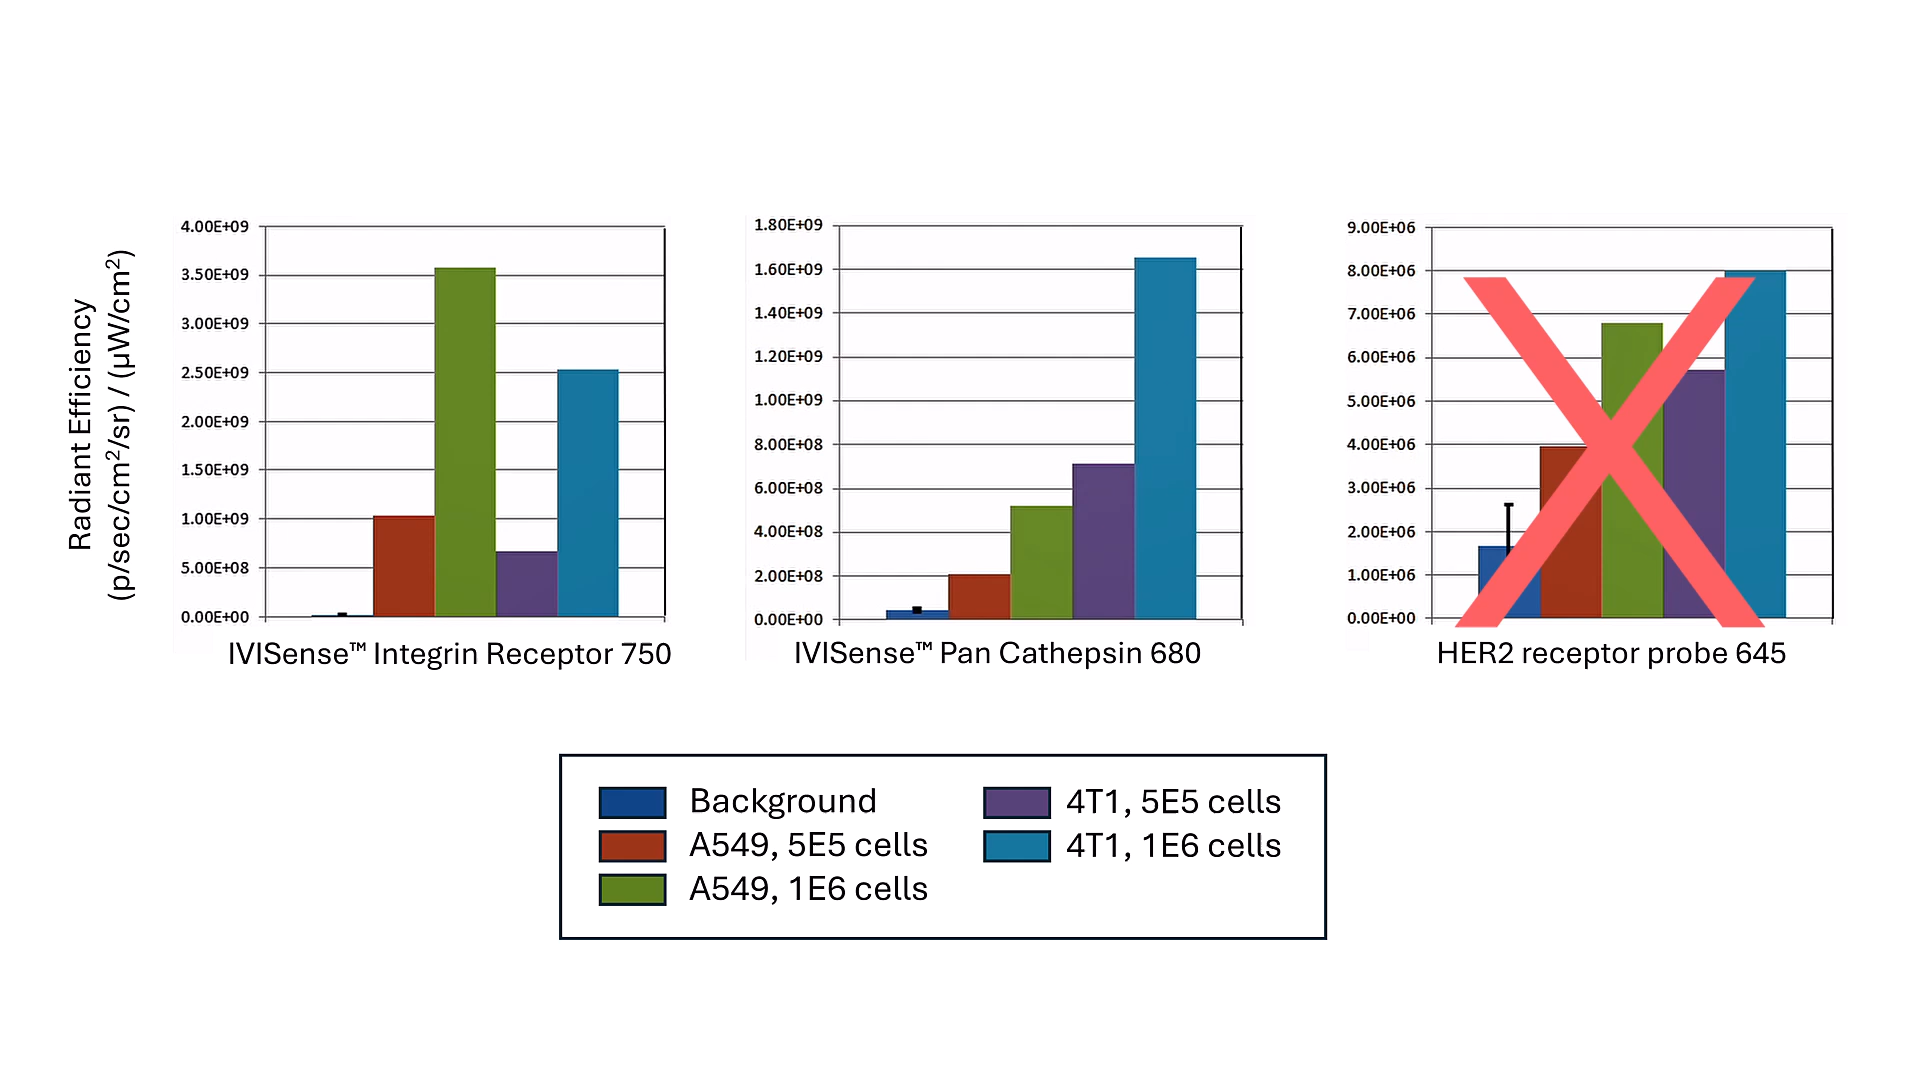 Radiant Efficiency
(p/sec/cm²/sr) / (µW/cm²)
4.00E+09
3.50E+09
3.00E+09
2.50E+09
2.00E+09
1.50E+09
1.00E+09
5.00E+08
0.00E+00
IVISense™ Integrin Receptor 750
1.80E+09
1.60E+09
1.40E+09
1.20E+09
1.00E+09
8.00E+08
6.00E+08
4.00E+08
2.00E+08
0.00E+00
IVISense™ Pan Cathepsin 680
9.00E+06
8.00E+06
7.00E+06
6.00E+06
5.00E+06
4.00E+06
3.00E+06
2.00E+06
1.00E+06
0.00E+00
HER2 receptor probe 645
Background
A549, 5E5 cells
A549, 1E6 cells
4T1, 5E5 cells
4T1, 1E6 cells